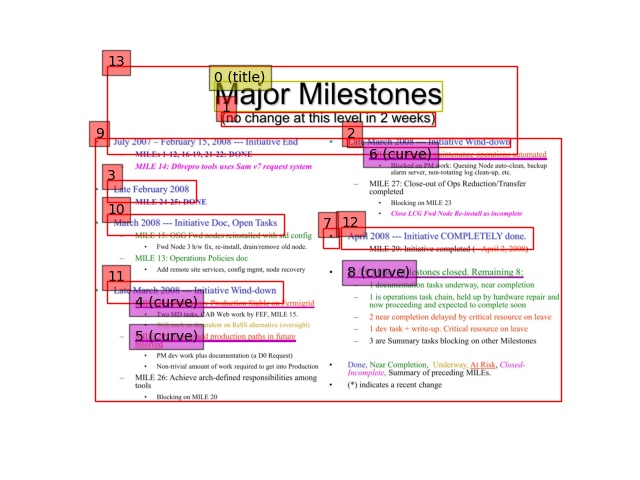 13
0 (title)
Major Milestones
1
(no change at this level in 2 weeks)
9
July 2007 – February 15, 2008 --- Initiative End
MILEs 1-12, 16-19, 21-22: DONE
MILE 14: D0repro tools uses Sam v7 request system
3
Late February 2008
MILE 24-25: DONE
10
March 2008 --- Initiative Doc, Open Tasks
MILE 15: OSG Fwd nodes reinstalled with std config
Fwd Node 3 h/w fix, re-install, drain/remove old node.
MILE 13: Operations Policies doc
Add remote site services, config mgmt, node recovery
11
Late March 2008 --- Initiative Wind-down
4 (curve)
Production Stable on Fermigrid
Two MD tasks, CAB Web work by FEF, MILE 15.
dependent on ReSS alternative (oversight)
5 (curve)
add production paths in future
resolved
PM dev work plus documentation (a D0 Request)
Non-trivial amount of work required to get into Production
MILE 26: Achieve arch-defined responsibilities among
tools
Blocking on MILE 20
2
Late March 2008 --- Initiative Wind-down
6 (curve)
maintenance operations automated
Blocked on PM work: Queuing Node auto-clean, backup
alarm server, non-rotating log clean-up, etc.
MILE 27: Close-out of Ops Reduction/Transfer
completed
Blocking on MILE 23
Close LCG Fwd Node Re-install as incomplete
7
12
April 2008 --- Initiative COMPLETELY done.
MILE 29: Initiative completed (~ April 2, 2008)
8 (curve)
Milestones closed. Remaining 8:
1 documentation tasks underway, near completion
1 is operations task chain, held up by hardware repair and
now proceeding and expected to complete soon
2 near completion delayed by critical resource on leave
1 dev task + write-up. Critical resource on leave
3 are Summary tasks blocking on other Milestones
Done, Near Completion, Underway, At Risk, Closed-
Incomplete, Summary of preceding MILEs.
(*) indicates a recent change